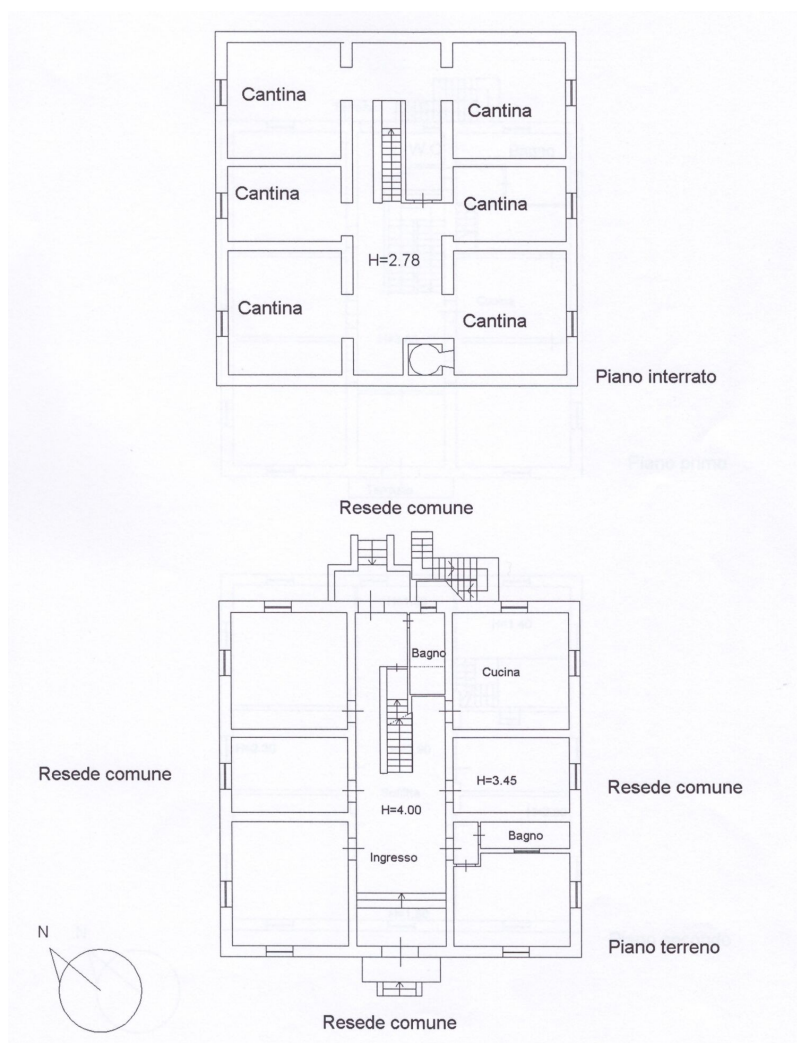 Cantina
Cantina
Cantina
Cantina
H=2.78
Cantina
Cantina
Piano interrato
Resede comune
Bagno
Cucina
Resede comune
H=3.45
Resede comune
H=4.00
Bagno
Ingresso
N
Piano terreno
Resede comune